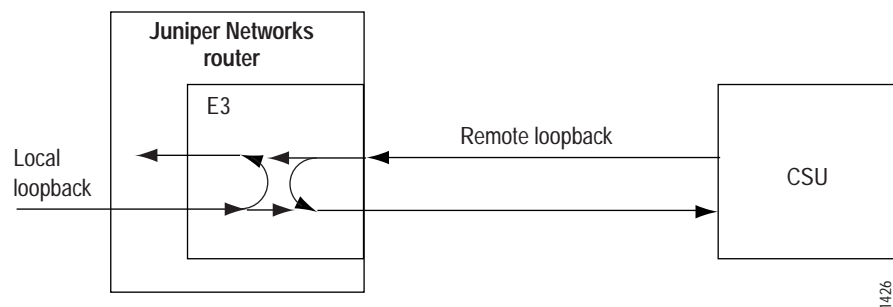 Juniper Networks
router
E3
Remote loopback
Local
loopback
CSU
1426